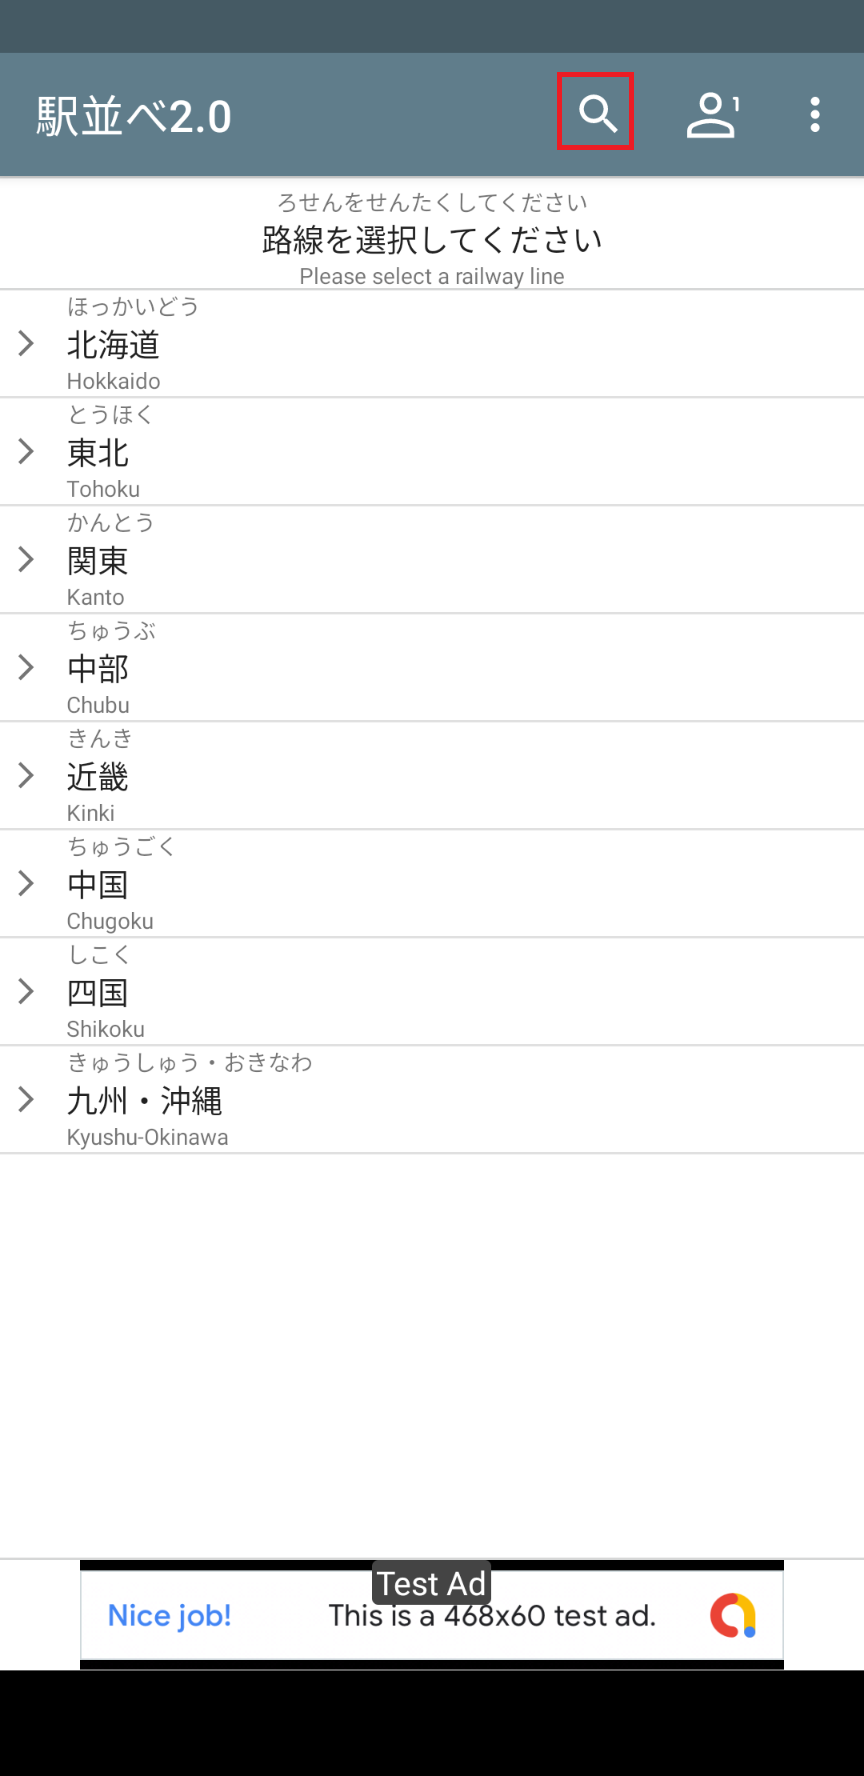 駅並べ2.0
1
ろせんをせんたくしてください
路線を選択してください
Please select a railway line
ほっかいどう
北海道
Hokkaido
とうほく
東北
Tohoku
かんとう
関東
Kanto
ちゅうぶ
中部
Chubu
きんき
近畿
Kinki
ちゅうごく
中国
Chugoku
しこく
四国
Shikoku
きゅうしゅう・おきなわ
九州・沖縄
Kyushu-Okinawa
Test Ad
Nice job! This is a 468x60 test ad.